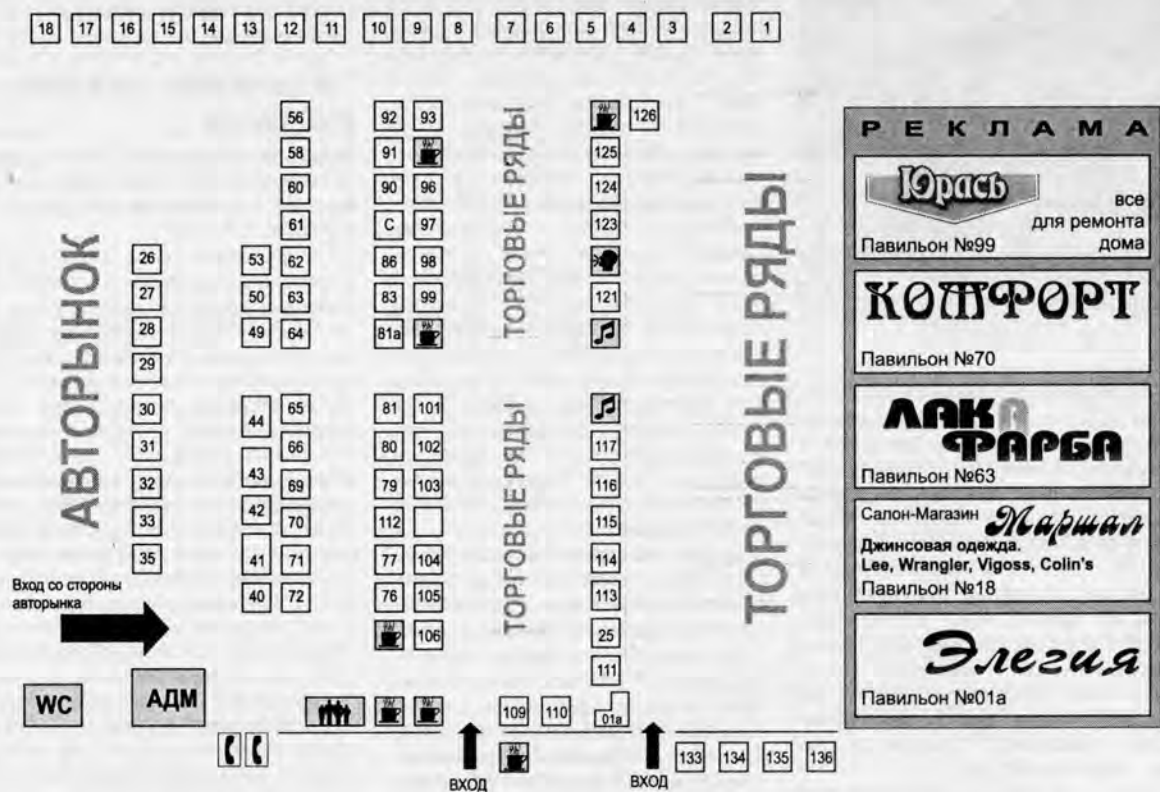 18 17 16 15 14 13 12 11 10 9 8 7 6 5 4 3 2 1
56 92 93 126
58 91 125
60 90 96 124
61 С 97 123
26 53 62 86 98
27 50 63 83 99 121
28 49 64 81а
29
30 44 65 81 101
31 66 80 102 117
32 43 69 79 103 116
33 42 70 112 115
35 41 71 77 104 114
40 72 76 105 113
106 25
111
109 110 01а
133 134 135 136
АВТОРЫНОК
ТОРГОВЫЕ РЯДЫ
ТОРГОВЫЕ РЯДЫ
ТОРГОВЫЕ РЯДЫ
Вход со стороны
авторынка
WC
АДМ
ВХОД
ВХОД
РЕКЛАМА
Юрась
все
для ремонта
дома
Павильон №99
КОМФОРТ
Павильон №70
ЛАКА
ФАРБА
Павильон №63
Салон-Магазин Маршал
Джинсовая одежда.
Lee, Wrangler, Vigoss, Colin's
Павильон №18
Элегия
Павильон №01а